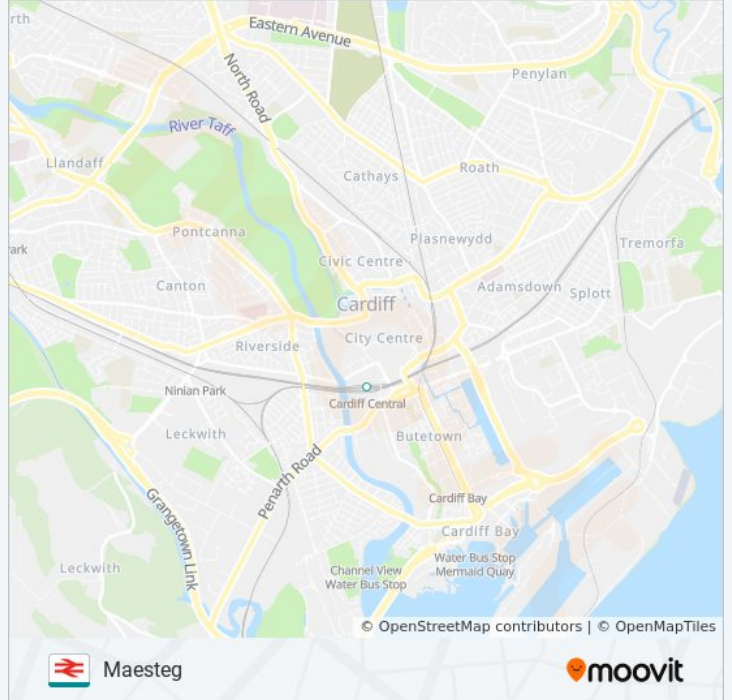 rth
Eastern Avenue
Penylan
North Road
River Taff
Llandaff
Roath
Cathays
Pontcanna
Plasnewydd
Tremorfa
ark
Civic Centre
Canton
Adamsdown
Splott
Cardiff
City Centre
Riverside
Ninian Park
Cardiff Central
Leckwith
Butetown
Penarth Road
Grangetown Link
Cardiff Bay
Cardiff Bay
Water Bus Stop
Mermaid Quay
Leckwith
Channel View
Water Bus Stop
© OpenStreetMap contributors | © OpenMapTiles
Maesteg
moovit